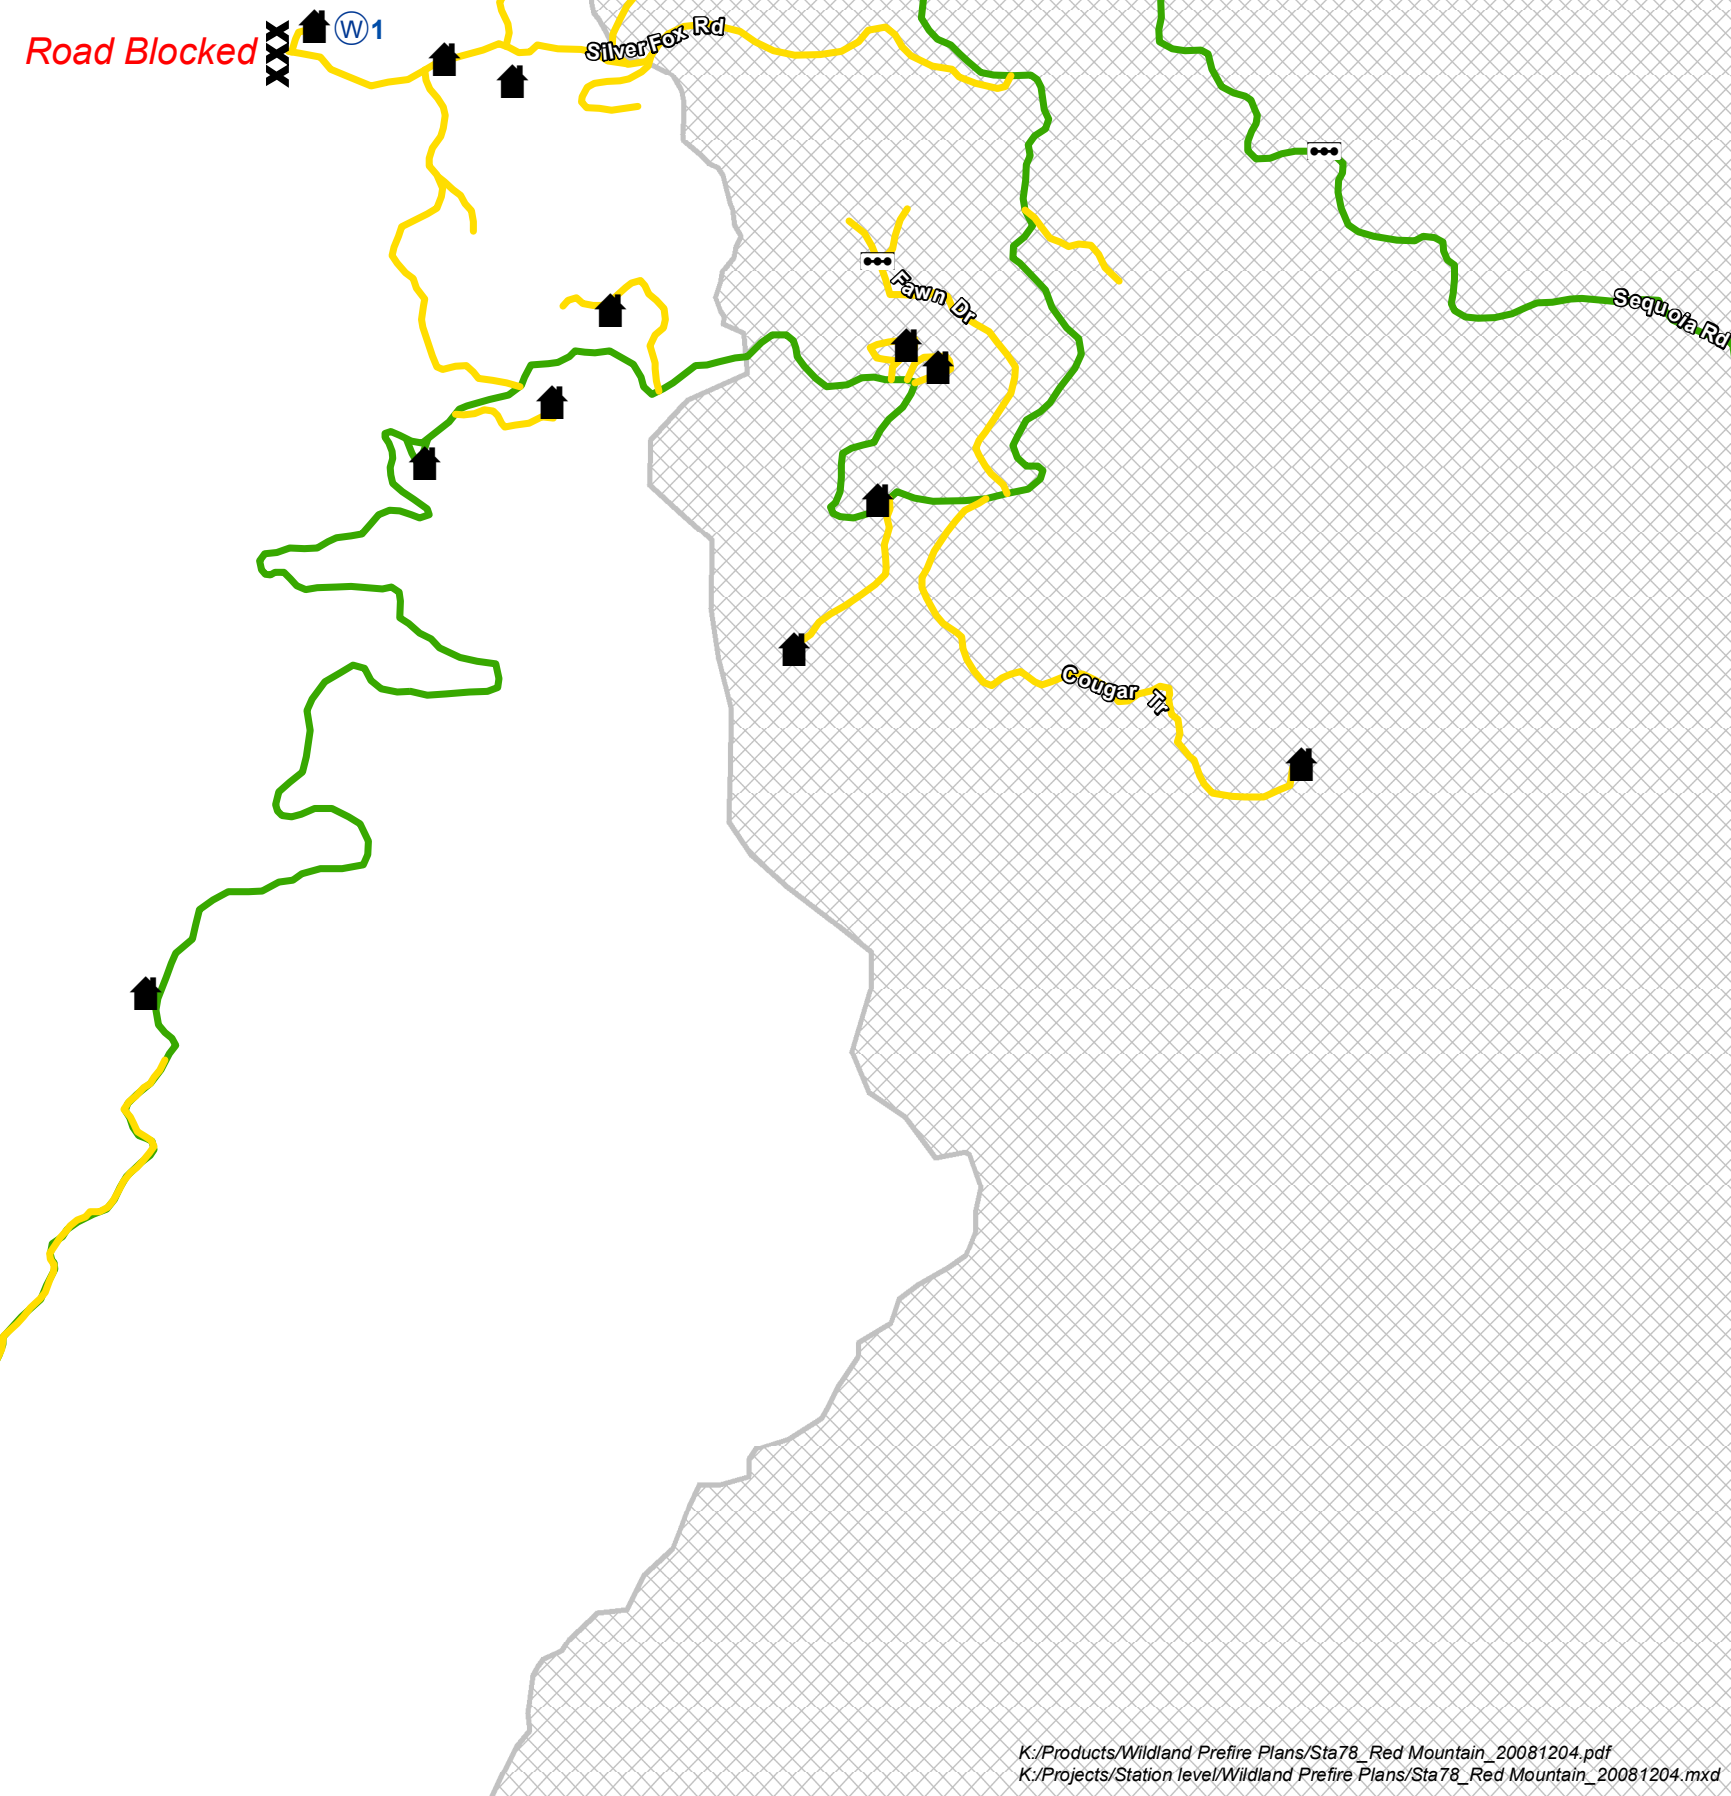 Road Blocked
W1
Silver Fox Rd
Fawn Dr
Sequoia Rd
Cougar Tr
K:/Products/Wildland Prefire Plans/Sta78_Red Mountain_20081204.pdf
K:/Projects/Station level/Wildland Prefire Plans/Sta78_Red Mountain_20081204.mxd